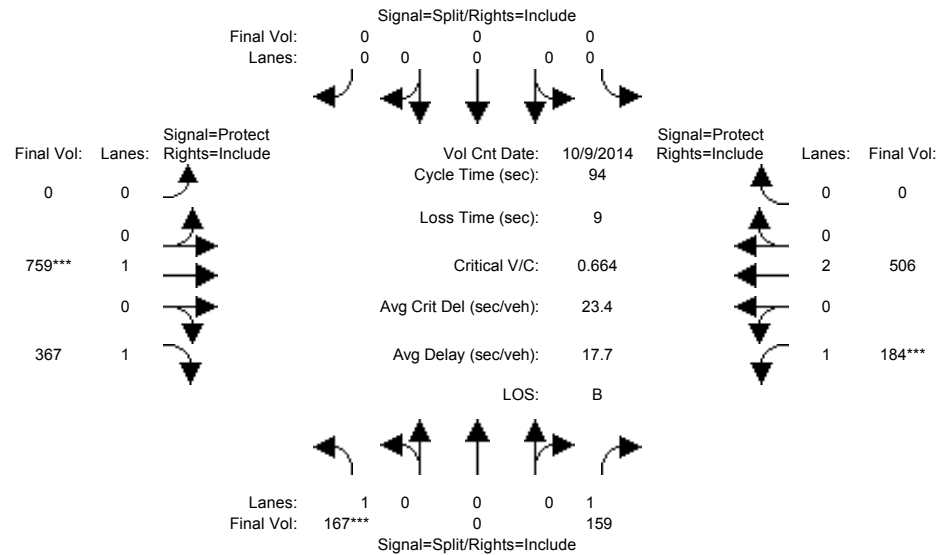 Signal=Split/Rights=Include
Final Vol: 0 0 0
Lanes: 0 0 0 0 0
Signal=Protect Signal=Protect
Final Vol: Lanes: Rights=Include Vol Cnt Date: 10/9/2014 Rights=Include Lanes: Final Vol:
Cycle Time (sec): 94
0 0 0 0
Loss Time (sec): 9
0 0
759*** 1 Critical V/C: 0.664 2 506
0 Avg Crit Del (sec/veh): 23.4 0
367 1 Avg Delay (sec/veh): 17.7 1 184***
LOS: B
Lanes: 1 0 0 0 1
Final Vol: 167*** 0 159
Signal=Split/Rights=Include